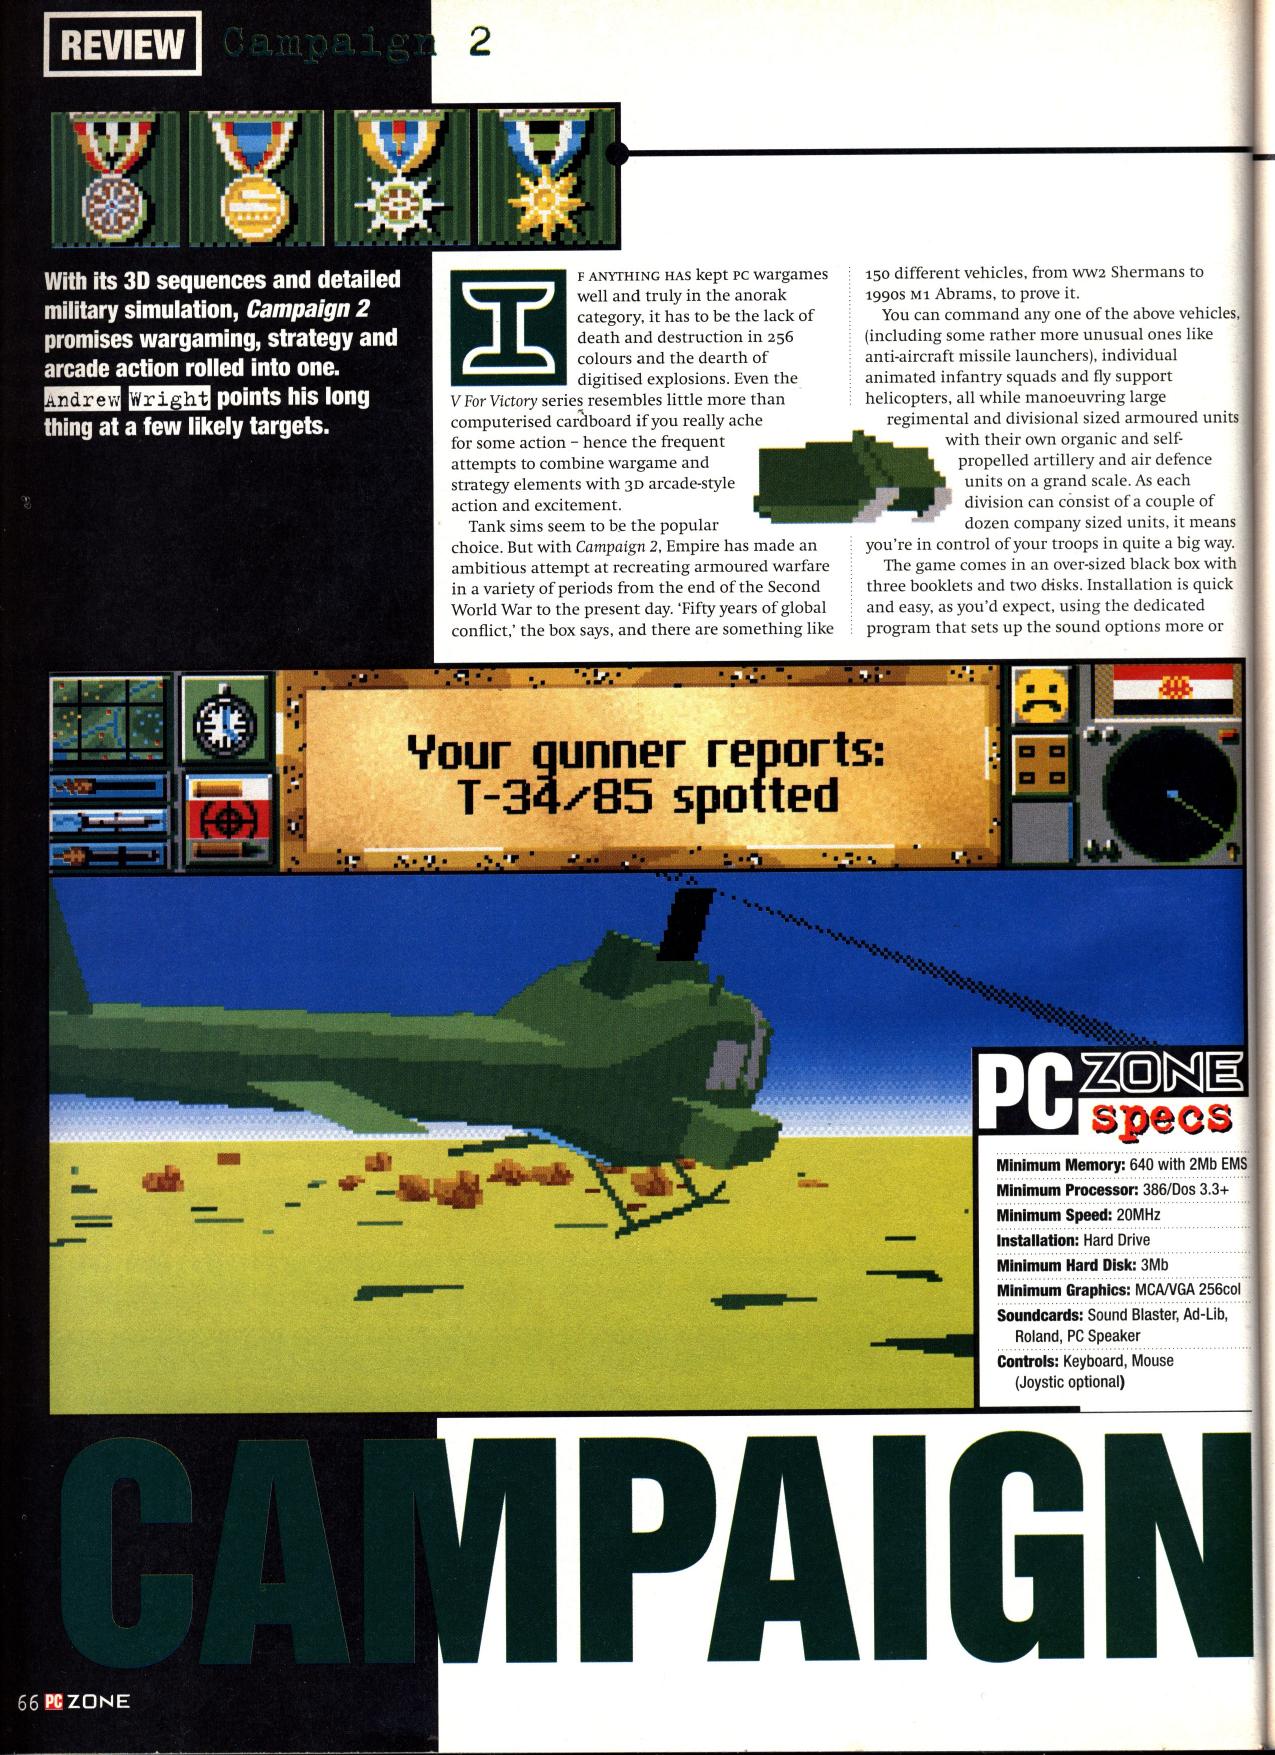 REVIEW Campaign 2
With its 3D sequences and detailed
military simulation, Campaign 2
promises wargaming, strategy and
arcade action rolled into one.
Andrew Wright points his long
thing at a few likely targets.
IF ANYTHING HAS kept PC wargames
well and truly in the anorak
category, it has to be the lack of
death and destruction in 256
colours and the dearth of
digitised explosions. Even the
V For Victory series resembles little more than
computerised cardboard if you really ache
for some action – hence the frequent
attempts to combine wargame and
strategy elements with 3D arcade-style
action and excitement.
Tank sims seem to be the popular
choice. But with Campaign 2, Empire has made an
ambitious attempt at recreating armoured warfare
in a variety of periods from the end of the Second
World War to the present day. ‘Fifty years of global
conflict,’ the box says, and there are something like
150 different vehicles, from WW2 Shermans to
1990s M1 Abrams, to prove it.
You can command any one of the above vehicles,
(including some rather more unusual ones like
anti-aircraft missile launchers), individual
animated infantry squads and fly support
helicopters, all while manoeuvring large
regimental and divisional sized armoured units
with their own organic and self-
propelled artillery and air defence
units on a grand scale. As each
division can consist of a couple of
dozen company sized units, it means
you’re in control of your troops in quite a big way.
The game comes in an over-sized black box with
three booklets and two disks. Installation is quick
and easy, as you’d expect, using the dedicated
program that sets up the sound options more or
Your gunner reports:
T-34/85 spotted
PC ZONE
specs
Minimum Memory: 640 with 2Mb EMS
Minimum Processor: 386/Dos 3.3+
Minimum Speed: 20MHz
Installation: Hard Drive
Minimum Hard Disk: 3Mb
Minimum Graphics: MCA/VGA 256col
Soundcards: Sound Blaster, Ad-Lib,
Roland, PC Speaker
Controls: Keyboard, Mouse
(Joystic optional)
CAMPAIGN
66 PC ZONE